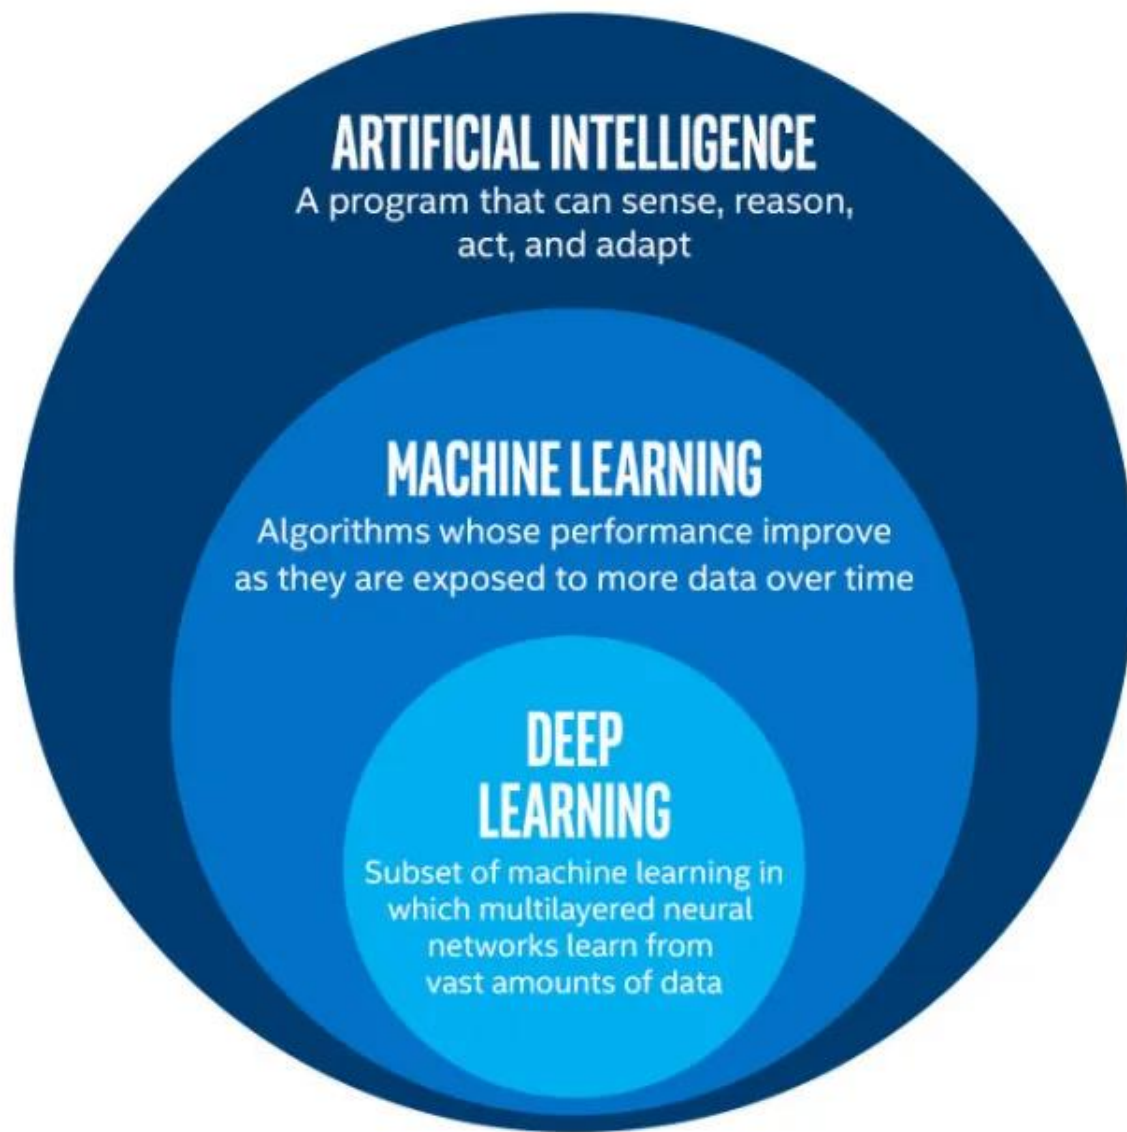 ARTIFICIAL INTELLIGENCE
A program that can sense, reason,
act, and adapt
MACHINE LEARNING
Algorithms whose performance improve
as they are exposed to more data over time
DEEP
LEARNING
Subset of machine learning in
which multilayered neural
networks learn from
vast amounts of data